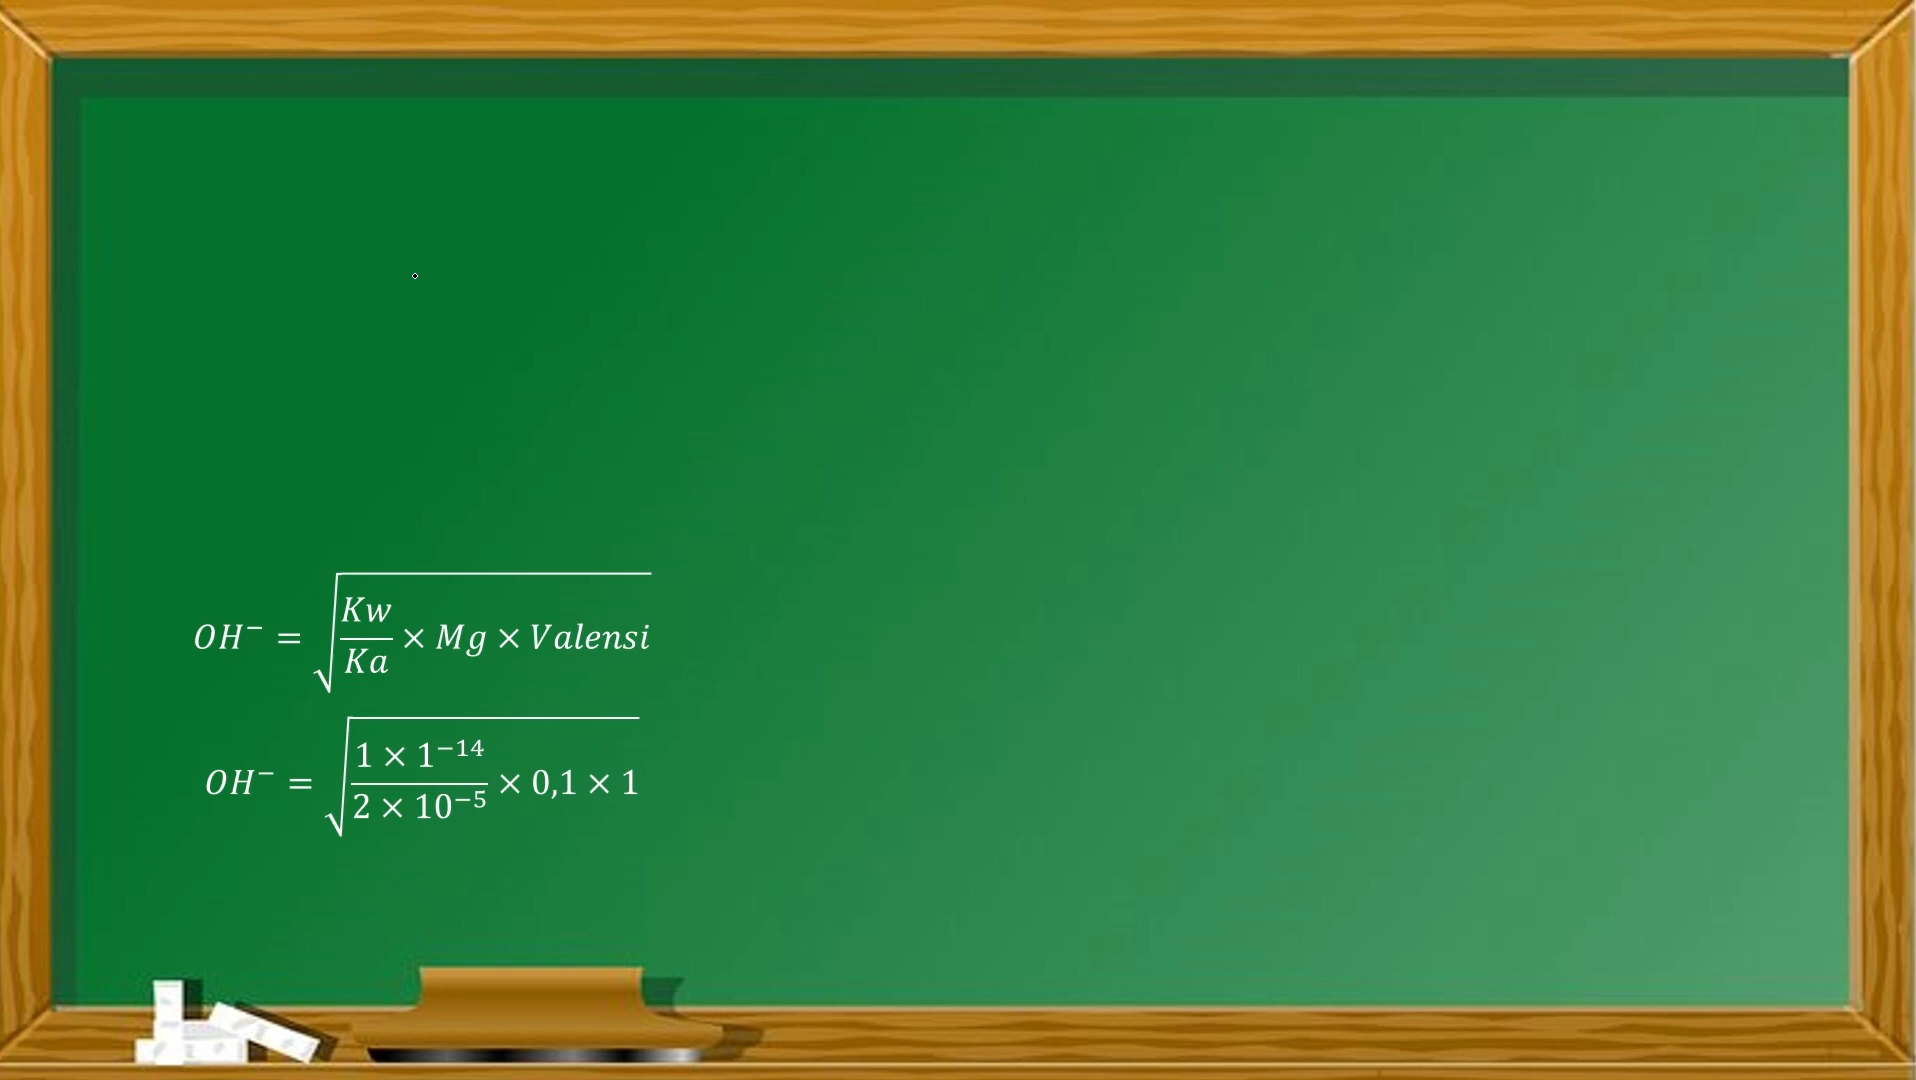 OH⁻ = √(Kw/Ka × Mg × Valensi)
OH⁻ = √((1 × 1⁻¹⁴)/(2 × 10⁻⁵) × 0,1 × 1)